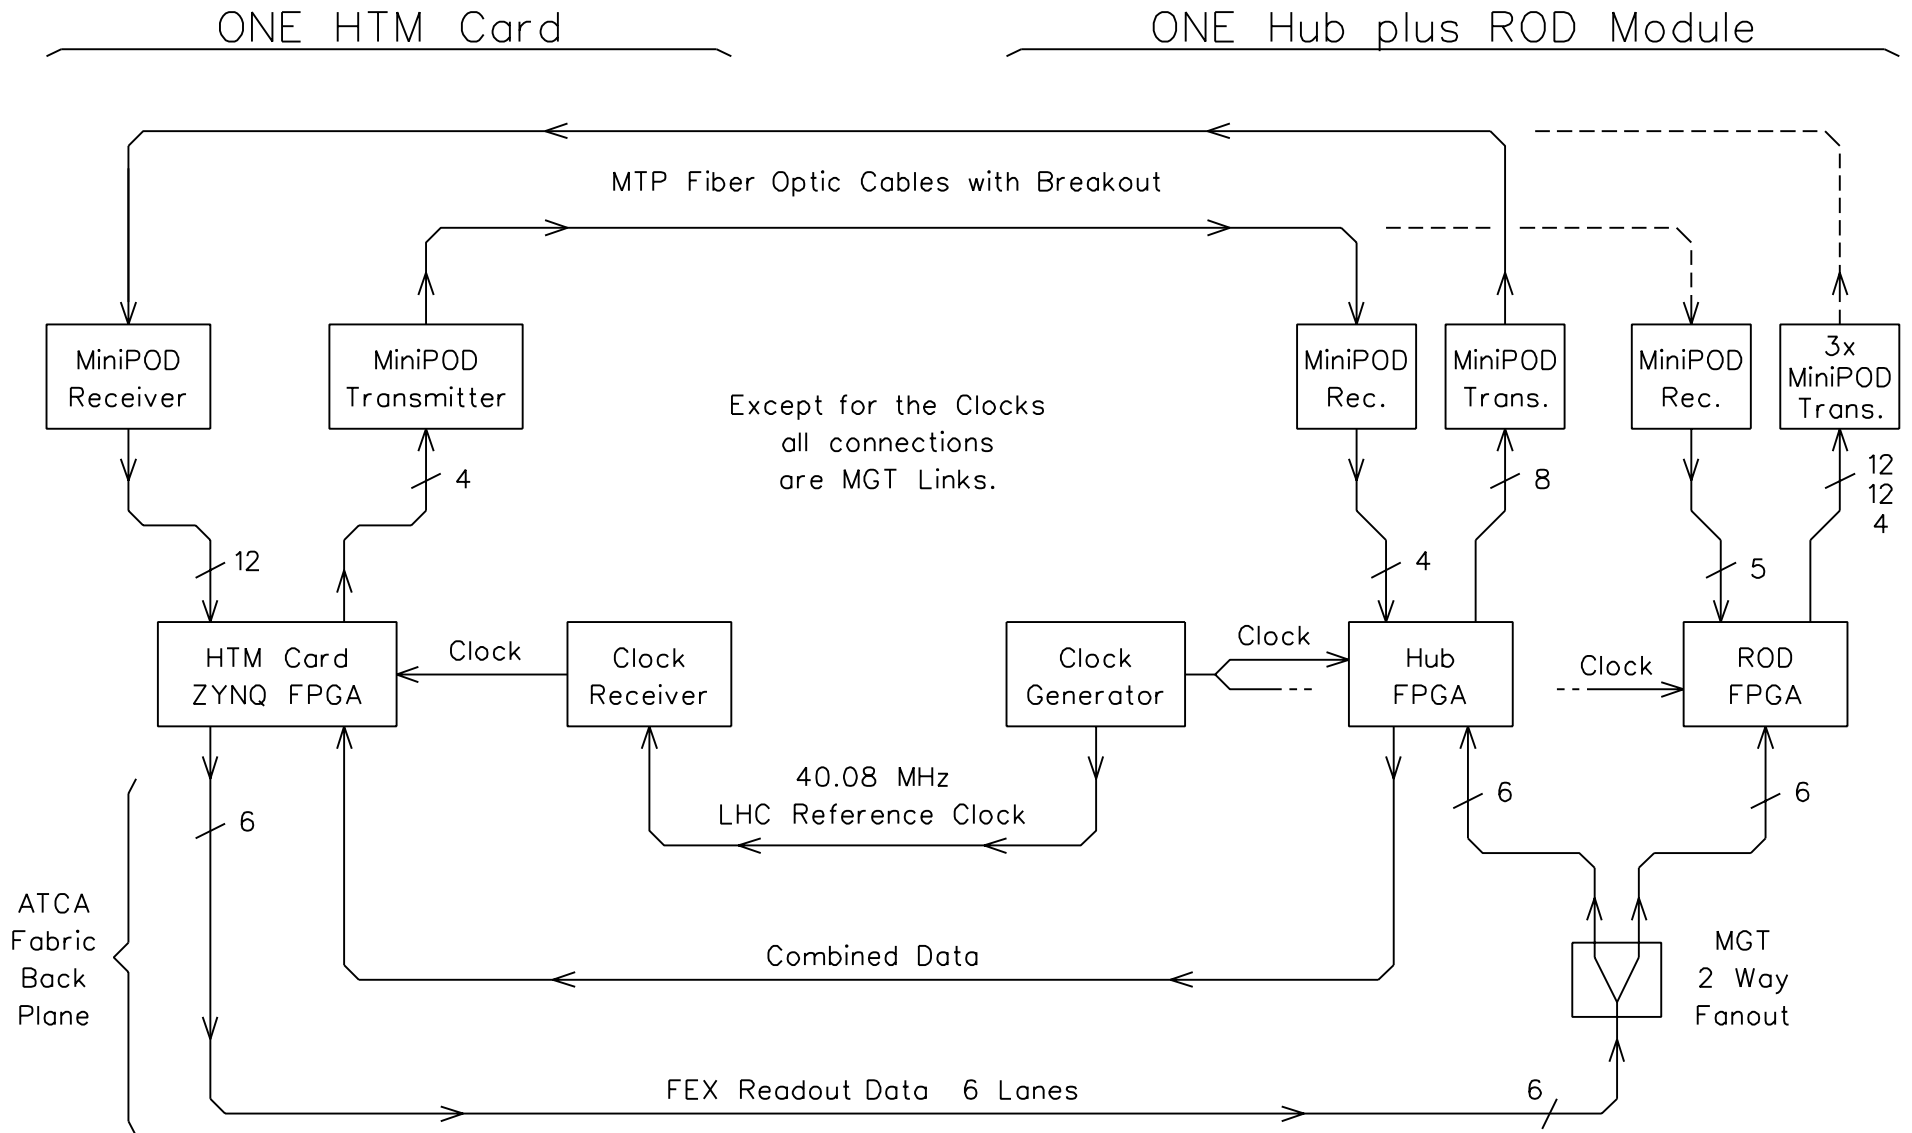 ONE HTM Card
ONE Hub plus ROD Module
MTP Fiber Optic Cables with Breakout
MiniPOD
Receiver
MiniPOD
Transmitter
Except for the Clocks
all connections
are MGT Links.
MiniPOD
Rec.
MiniPOD
Trans.
MiniPOD
Rec.
3x
MiniPOD
Trans.
4
8
12
12
4
12
4
5
HTM Card
ZYNQ FPGA
Clock
Clock
Receiver
Clock
Generator
Clock
Hub
FPGA
Clock
ROD
FPGA
40.08 MHz
LHC Reference Clock
6
6
6
ATCA
Fabric
Back
Plane
Combined Data
MGT
2 Way
Fanout
FEX Readout Data 6 Lanes
6